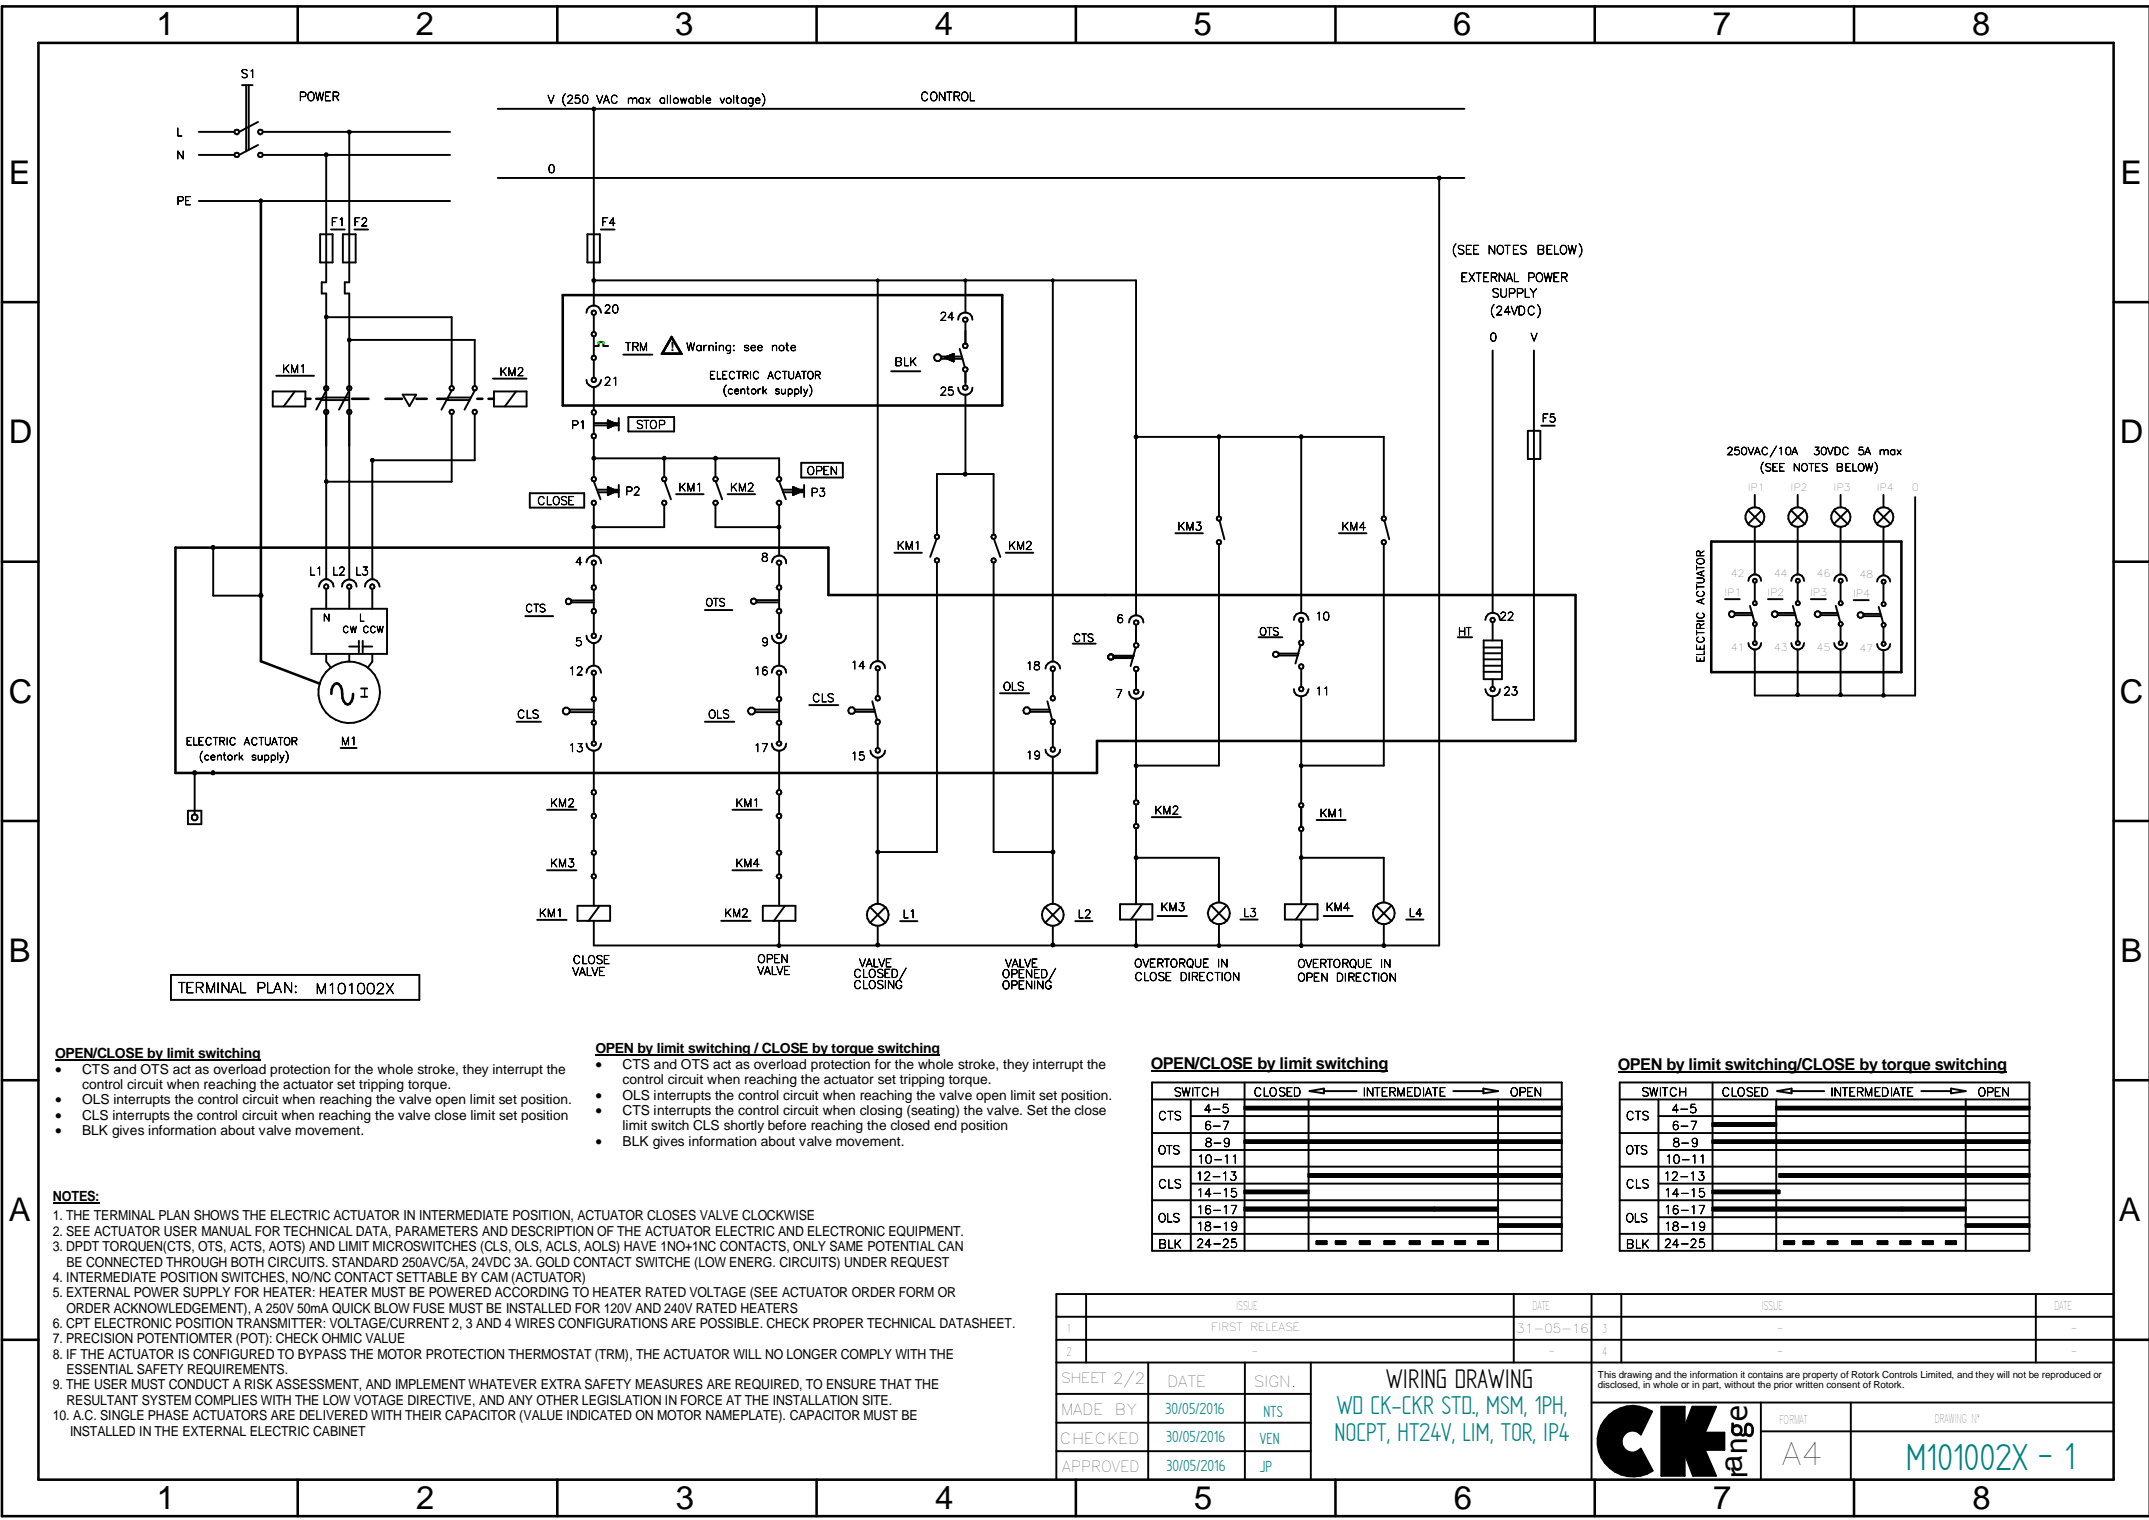 1 2 3 4 5 6 7 8
E E
D D
C C
B B
A A
S1
POWER
V (250 VAC max allowable voltage)
CONTROL
L
N
0
PE
F1 F2
F4
(SEE NOTES BELOW)
EXTERNAL POWER
SUPPLY
(24VDC)
0 V
F5
20
TRM
Warning: see note
21
ELECTRIC ACTUATOR
(centork supply)
24
BLK
25
KM1
KM2
P1
STOP
OPEN
CLOSE
P2
KM1
KM2
P3
250VAC/10A 30VDC 5A max
(SEE NOTES BELOW)
IP1 IP2 IP3 IP4 0
KM1
KM2
KM3
KM4
ELECTRIC ACTUATOR
42 44 46 48
IP1 IP2 IP3 IP4
41 43 45 47
L1 L2 L3
N L
CW CCW
I
M1
ELECTRIC ACTUATOR
(centork supply)
4
CTS
5
12
CLS
13
8
OTS
9
16
OLS
17
14
CLS
15
18
OLS
19
6
CTS
7
10
OTS
11
22
HT
23
KM2
KM1
KM2
KM1
KM3
KM4
KM1
KM2
L1
L2
KM3
L3
KM4
L4
CLOSE
VALVE
OPEN
VALVE
VALVE
CLOSED/
CLOSING
VALVE
OPENED/
OPENING
OVERTORQUE IN
CLOSE DIRECTION
OVERTORQUE IN
OPEN DIRECTION
TERMINAL PLAN: M101002X
OPEN/CLOSE by limit switching
• CTS and OTS act as overload protection for the whole stroke, they interrupt the
control circuit when reaching the actuator set tripping torque.
• OLS interrupts the control circuit when reaching the valve open limit set position.
• CLS interrupts the control circuit when reaching the valve close limit set position
• BLK gives information about valve movement.
OPEN by limit switching / CLOSE by torque switching
• CTS and OTS act as overload protection for the whole stroke, they interrupt the
control circuit when reaching the actuator set tripping torque.
• OLS interrupts the control circuit when reaching the valve open limit set position.
• CTS interrupts the control circuit when closing (seating) the valve. Set the close
limit switch CLS shortly before reaching the closed end position
• BLK gives information about valve movement.
OPEN/CLOSE by limit switching
SWITCH CLOSED INTERMEDIATE OPEN
CTS 4-5
6-7
OTS 8-9
10-11
CLS 12-13
14-15
OLS 16-17
18-19
BLK 24-25
OPEN by limit switching/CLOSE by torque switching
SWITCH CLOSED INTERMEDIATE OPEN
CTS 4-5
6-7
OTS 8-9
10-11
CLS 12-13
14-15
OLS 16-17
18-19
BLK 24-25
NOTES:
1. THE TERMINAL PLAN SHOWS THE ELECTRIC ACTUATOR IN INTERMEDIATE POSITION, ACTUATOR CLOSES VALVE CLOCKWISE
2. SEE ACTUATOR USER MANUAL FOR TECHNICAL DATA, PARAMETERS AND DESCRIPTION OF THE ACTUATOR ELECTRIC AND ELECTRONIC EQUIPMENT.
3. DPDT TORQUEN(CTS, OTS, ACTS, AOTS) AND LIMIT MICROSWITCHES (CLS, OLS, ACLS, AOLS) HAVE 1NO+1NC CONTACTS, ONLY SAME POTENTIAL CAN
BE CONNECTED THROUGH BOTH CIRCUITS. STANDARD 250AVC/5A, 24VDC 3A. GOLD CONTACT SWITCHE (LOW ENERG. CIRCUITS) UNDER REQUEST
4. INTERMEDIATE POSITION SWITCHES, NO/NC CONTACT SETTABLE BY CAM (ACTUATOR)
5. EXTERNAL POWER SUPPLY FOR HEATER: HEATER MUST BE POWERED ACCORDING TO HEATER RATED VOLTAGE (SEE ACTUATOR ORDER FORM OR
ORDER ACKNOWLEDGEMENT), A 250V 50mA QUICK BLOW FUSE MUST BE INSTALLED FOR 120V AND 240V RATED HEATERS
6. CPT ELECTRONIC POSITION TRANSMITTER: VOLTAGE/CURRENT 2, 3 AND 4 WIRES CONFIGURATIONS ARE POSSIBLE. CHECK PROPER TECHNICAL DATASHEET.
7. PRECISION POTENTIOMTER (POT): CHECK OHMIC VALUE
8. IF THE ACTUATOR IS CONFIGURED TO BYPASS THE MOTOR PROTECTION THERMOSTAT (TRM), THE ACTUATOR WILL NO LONGER COMPLY WITH THE
ESSENTIAL SAFETY REQUIREMENTS.
9. THE USER MUST CONDUCT A RISK ASSESSMENT, AND IMPLEMENT WHATEVER EXTRA SAFETY MEASURES ARE REQUIRED, TO ENSURE THAT THE
RESULTANT SYSTEM COMPLIES WITH THE LOW VOTAGE DIRECTIVE, AND ANY OTHER LEGISLATION IN FORCE AT THE INSTALLATION SITE.
10. A.C. SINGLE PHASE ACTUATORS ARE DELIVERED WITH THEIR CAPACITOR (VALUE INDICATED ON MOTOR NAMEPLATE). CAPACITOR MUST BE
INSTALLED IN THE EXTERNAL ELECTRIC CABINET
ISSUE DATE ISSUE DATE
1 FIRST RELEASE 31-05-16 3 - -
2 - - 4 - -
SHEET 2/2 DATE SIGN.
MADE BY 30/05/2016 NTS
CHECKED 30/05/2016 VEN
APPROVED 30/05/2016 JP
WIRING DRAWING
WD CK-CKR STD., MSM, 1PH,
NOCPT, HT24V, LIM, TOR, IP4
This drawing and the information it contains are property of Rotork Controls Limited, and they will not be reproduced or
disclosed, in whole or in part, without the prior written consent of Rotork.
CK range
FORMAT
A4
DRAWING Nº
M101002X - 1
1 2 3 4 5 6 7 8